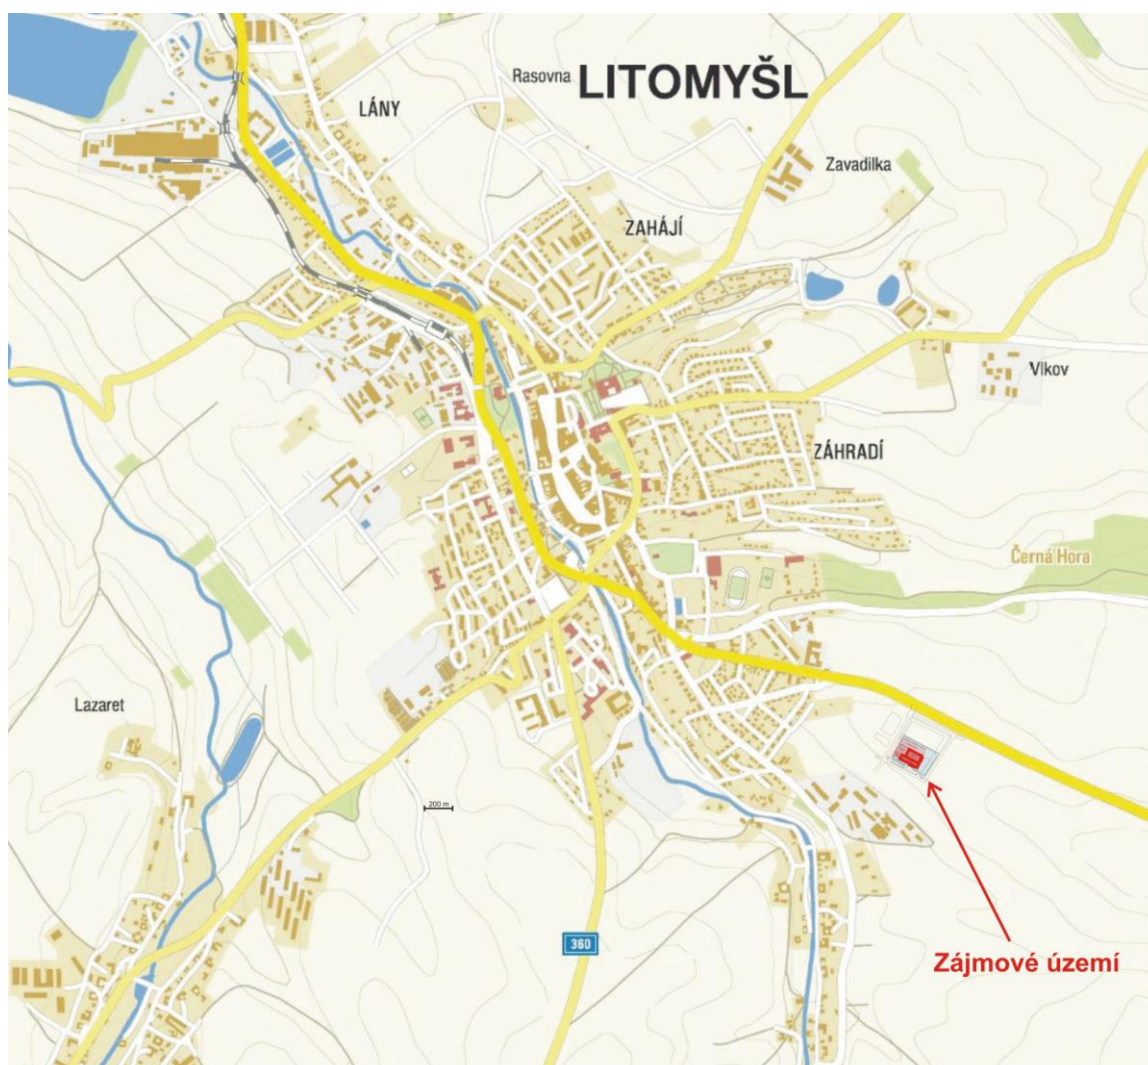 Rasovna
LITOMYŠL
LÁNY
Zavadilka
ZAHÁJÍ
Vlkov
ZÁHRADÍ
Černá Hora
Lazaret
200 m
360
Zájmové území